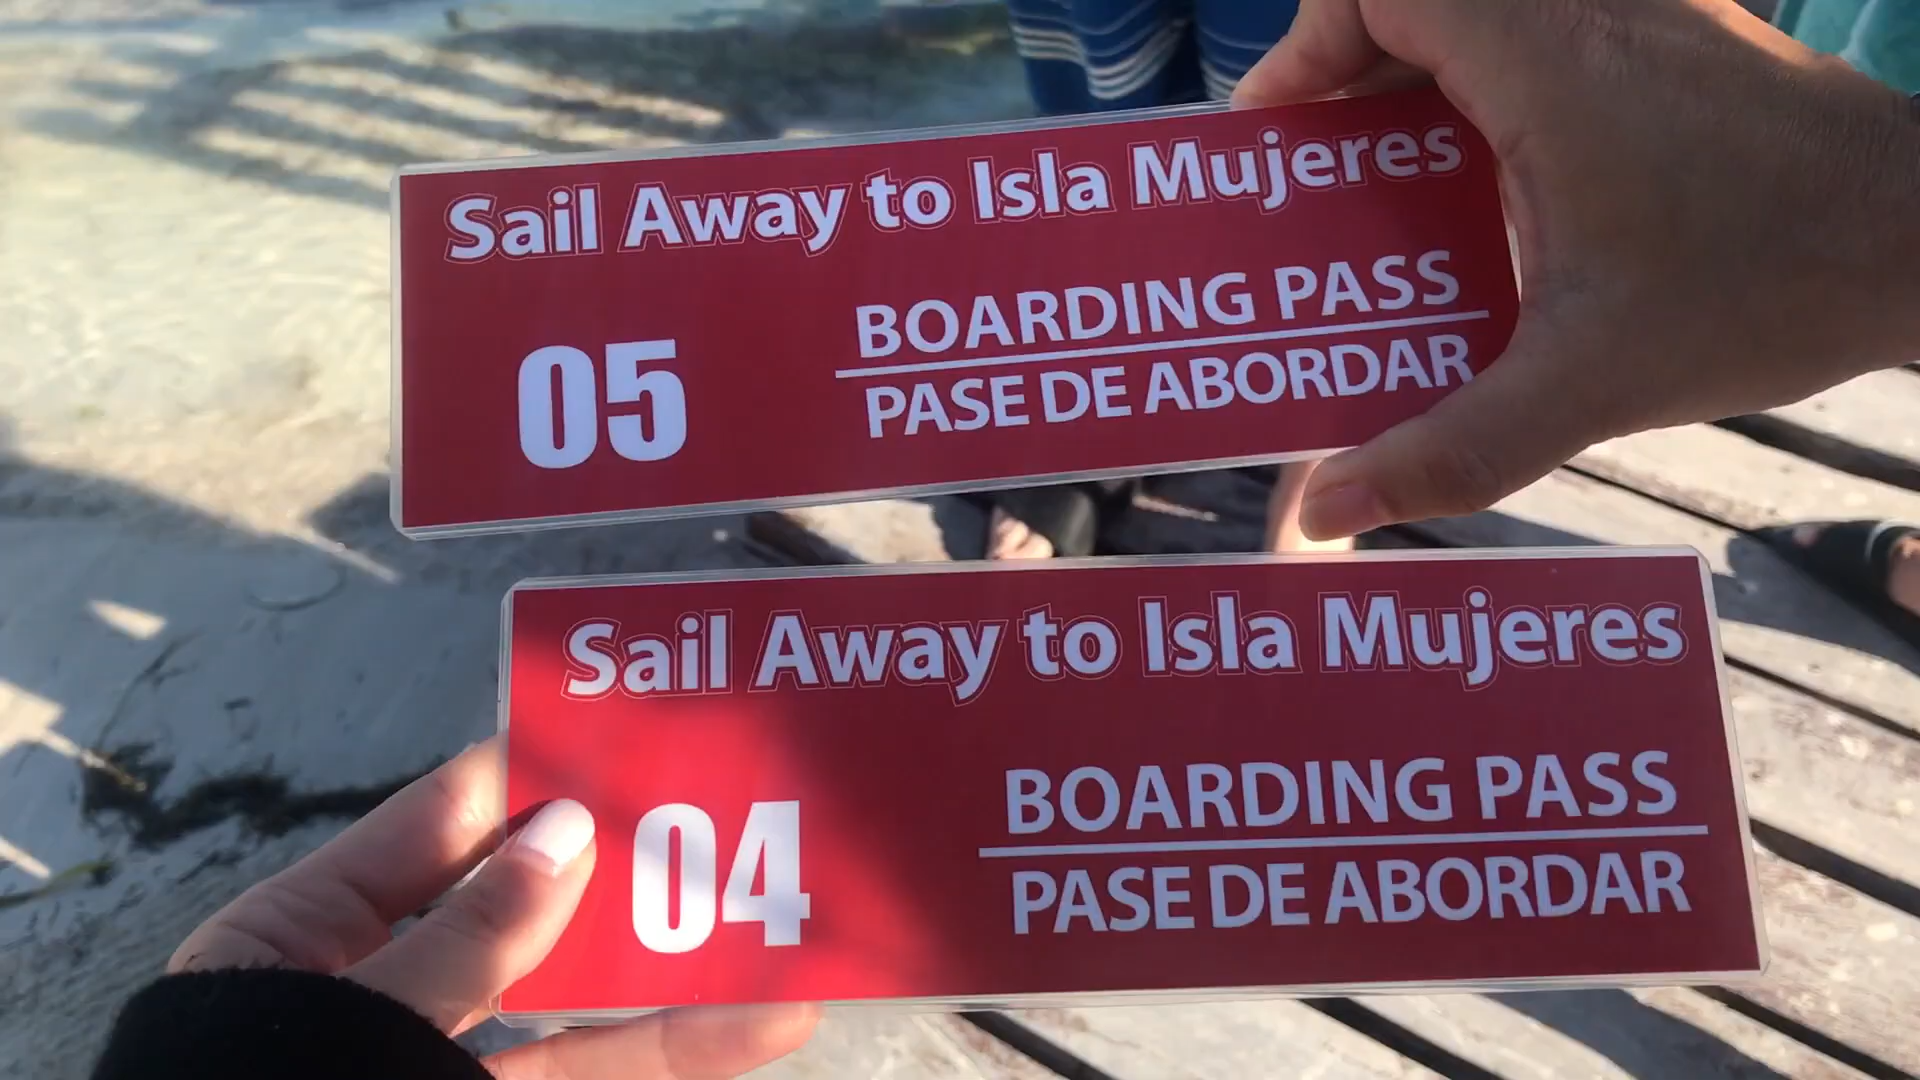 Sail Away to Isla Mujeres
05
BOARDING PASS
PASE DE ABORDAR
Sail Away to Isla Mujeres
04
BOARDING PASS
PASE DE ABORDAR